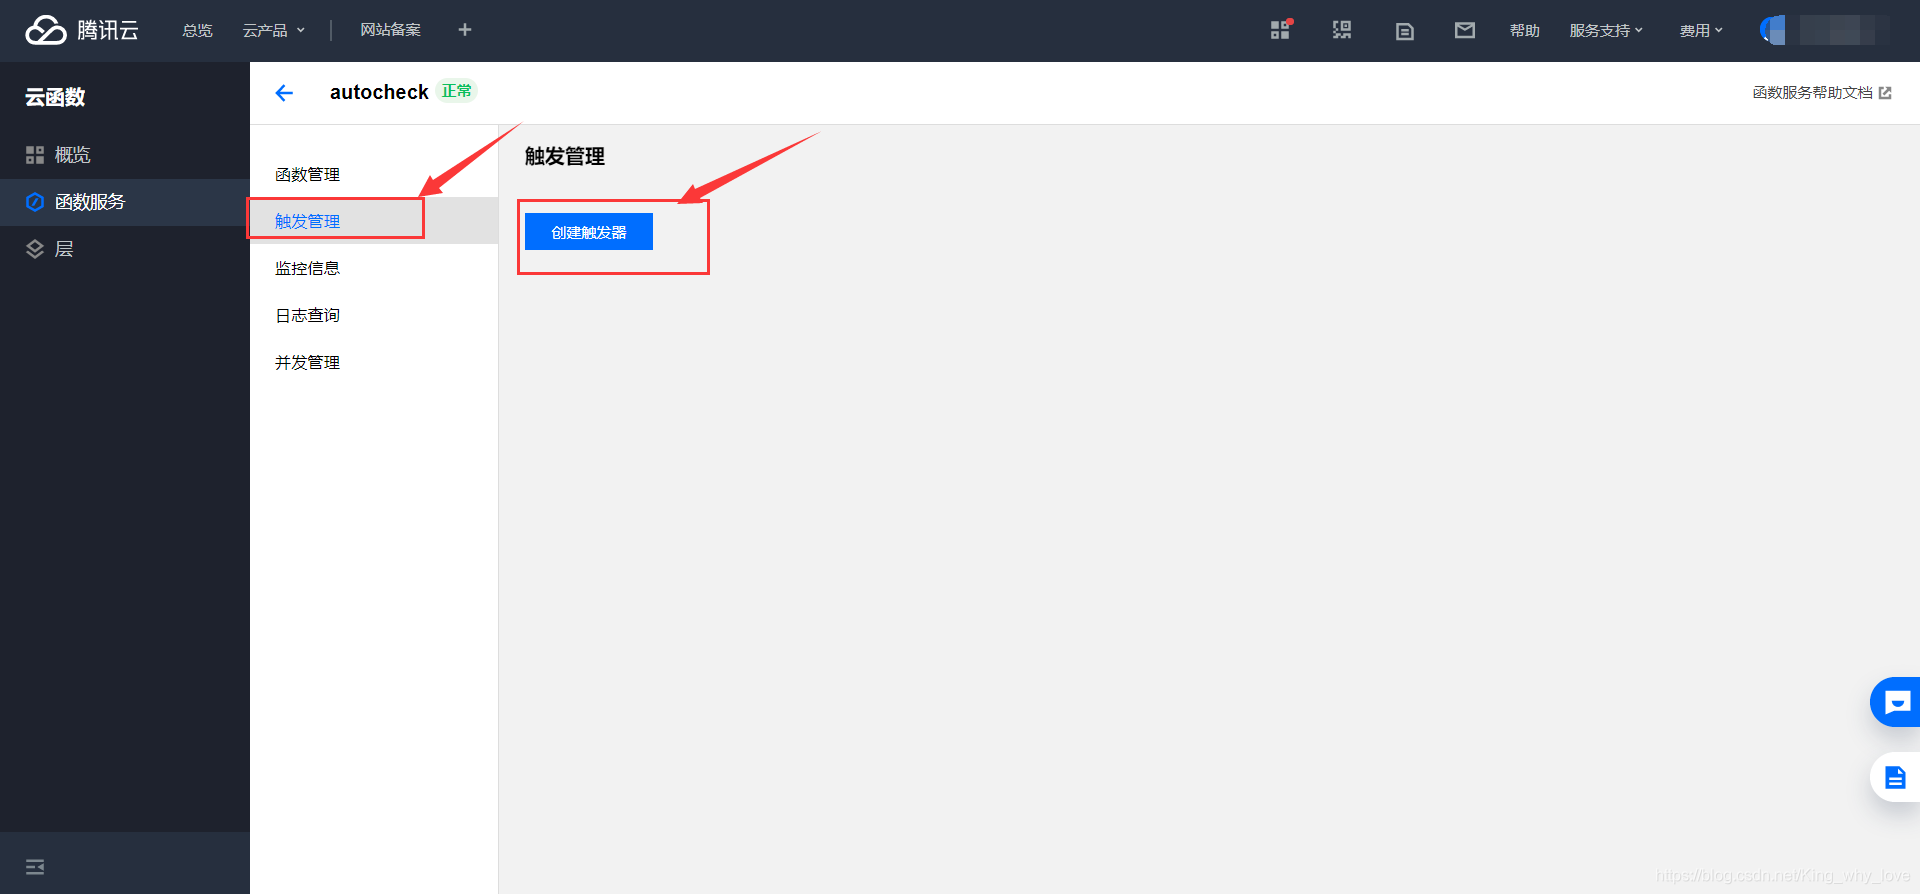 腾讯云
总览
云产品
网站备案
帮助
服务支持
费用
云函数
概览
函数服务
层
autocheck 正常
函数服务帮助文档
函数管理
触发管理
监控信息
日志查询
并发管理
触发管理
创建触发器
https://blog.csdn.net/King_why_love